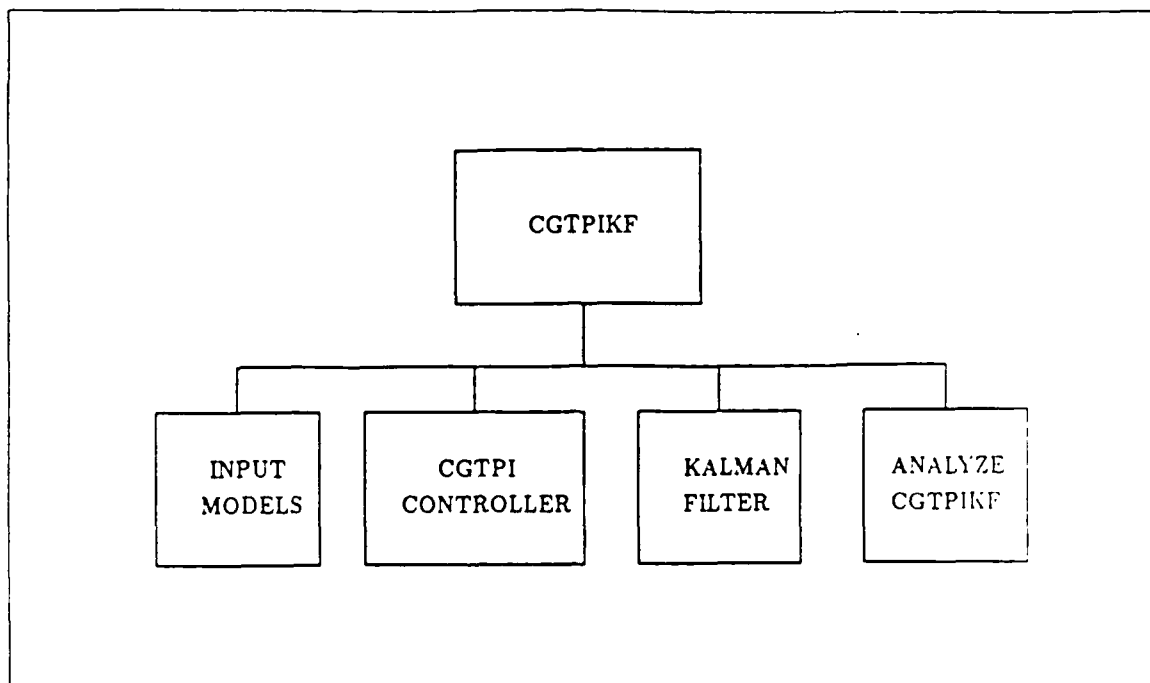 CGTPIKF
INPUT
MODELS
CGTPI
CONTROLLER
KALMAN
FILTER
ANALYZE
CGTPIKF